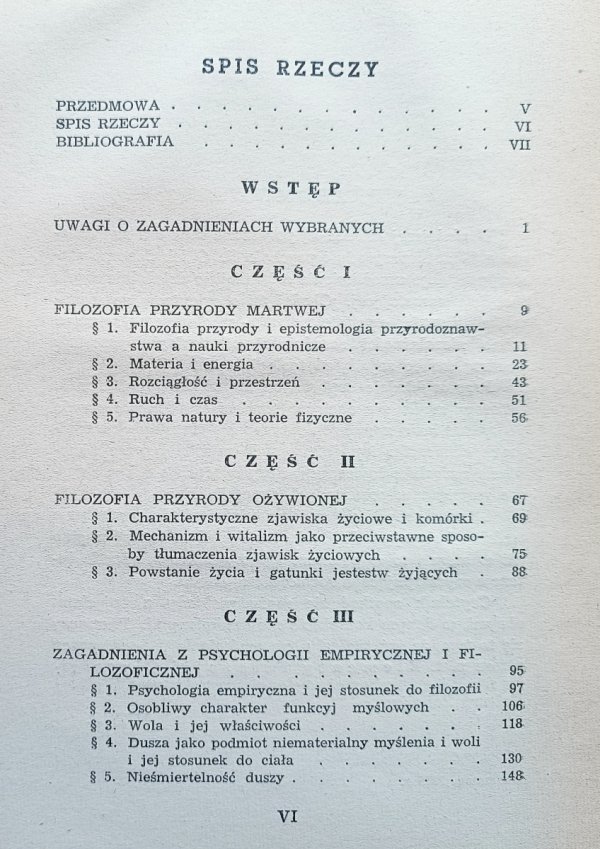 SPIS RZECZY
PRZEDMOWA . . . . . . . . . . . . . V
SPIS RZECZY . . . . . . . . . . . . . VI
BIBLIOGRAFIA . . . . . . . . . . . . VII
WSTĘP
UWAGI O ZAGADNIENIACH WYBRANYCH . . . . 1
CZĘŚĆ I
FILOZOFIA PRZYRODY MARTWEJ . . . . . . 9
§ 1. Filozofia przyrody i epistemologia przyrodoznaw-
stwa a nauki przyrodnicze . . . . . . 11
§ 2. Materia i energia . . . . . . . . . 23
§ 3. Rozciągłość i przestrzeń . . . . . . . 43
§ 4. Ruch i czas . . . . . . . . . . 51
§ 5. Prawa natury i teorie fizyczne . . . . . 56
CZĘŚĆ II
FILOZOFIA PRZYRODY OŻYWIONEJ . . . . . 67
§ 1. Charakterystyczne zjawiska życiowe i komórki . 69
§ 2. Mechanizm i witalizm jako przeciwstawne sposo-
by tłumaczenia zjawisk życiowych . . . . 75
§ 3. Powstanie życia i gatunki jestestw żyjących . 88
CZĘŚĆ III
ZAGADNIENIA Z PSYCHOLOGII EMPIRYCZNEJ I FI-
LOZOFICZNEJ . . . . . . . . . . 95
§ 1. Psychologia empiryczna i jej stosunek do filozofii 97
§ 2. Osobliwy charakter funkcyj myślowych . . 106
§ 3. Wola i jej właściwości . . . . . . . 118
§ 4. Dusza jako podmiot niematerialny myślenia i woli
i jej stosunek do ciała . . . . . . . 130
§ 5. Nieśmiertelność duszy . . . . . . . . 148
VI